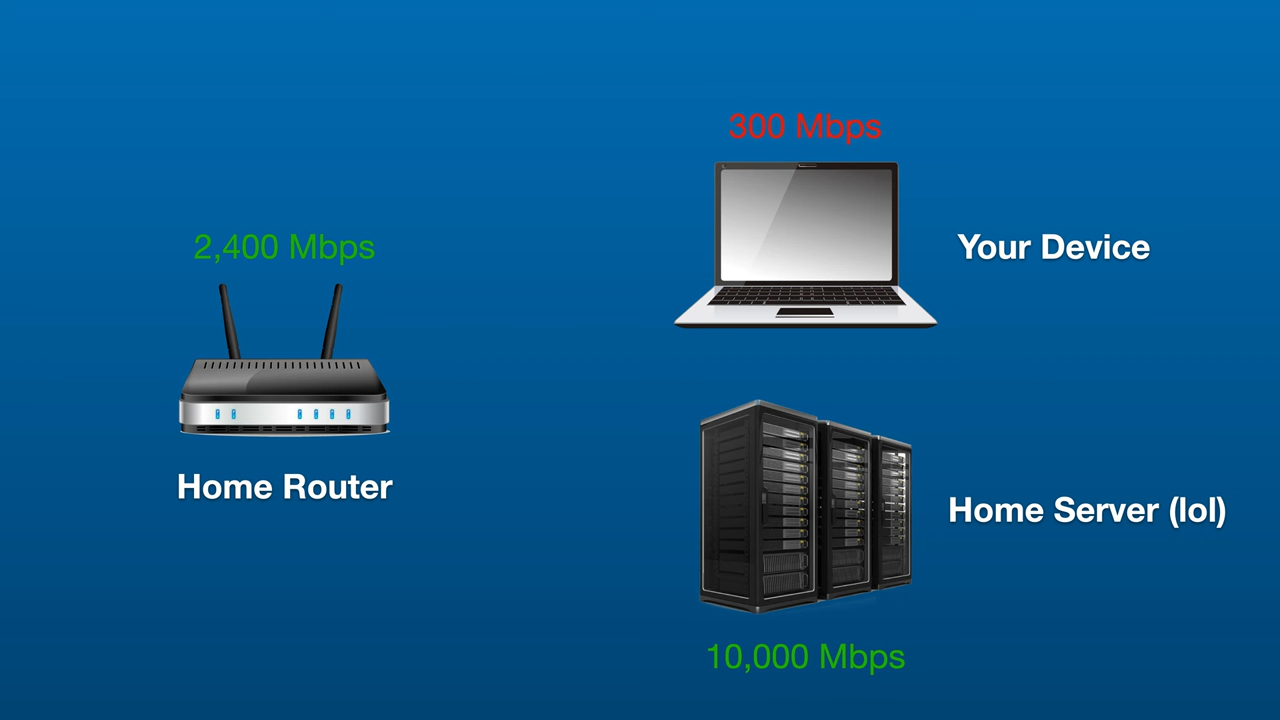 300 Mbps
2,400 Mbps
Your Device
Home Router
Home Server (lol)
10,000 Mbps